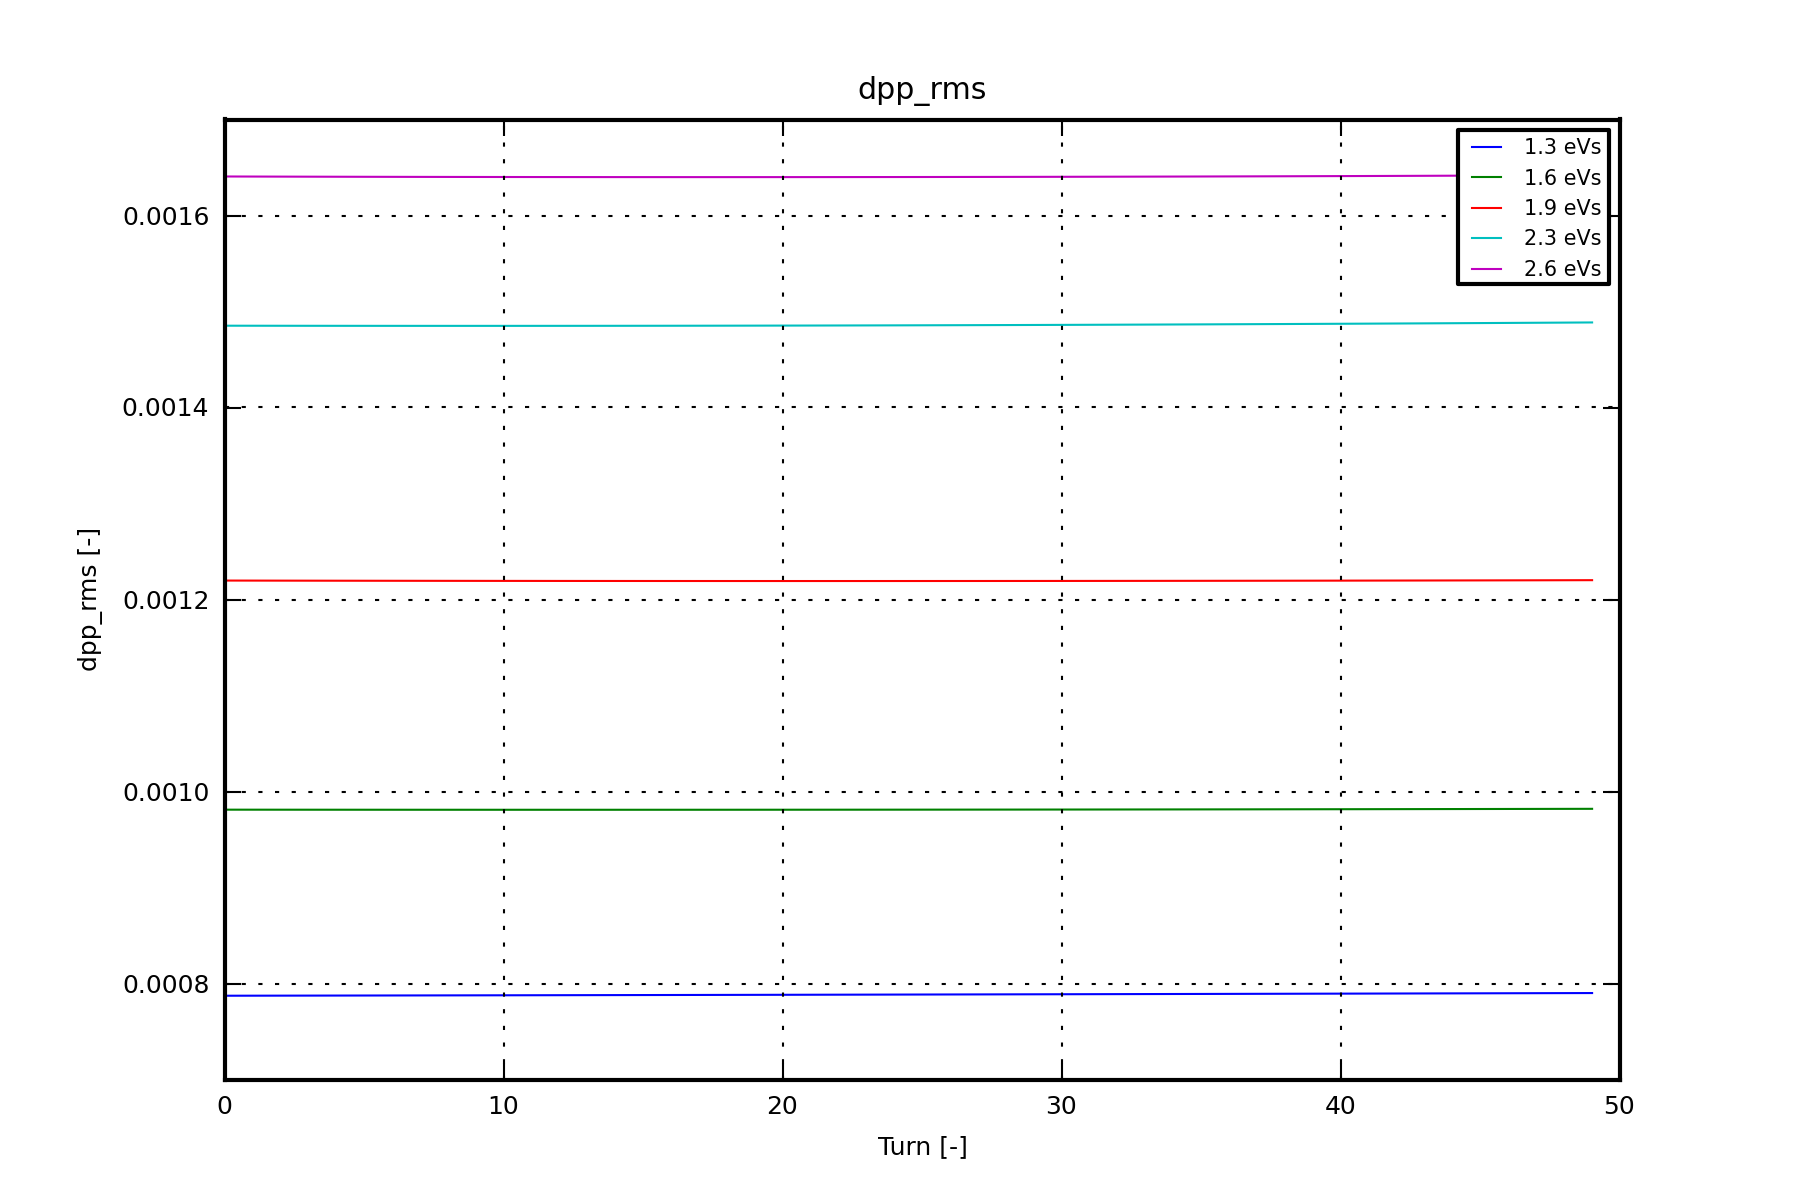 dpp_rms
1.3 eVs
1.6 eVs
1.9 eVs
2.3 eVs
2.6 eVs
0.0016
0.0014
0.0012
0.0010
0.0008
dpp_rms [-]
0 10 20 30 40 50
Turn [-]